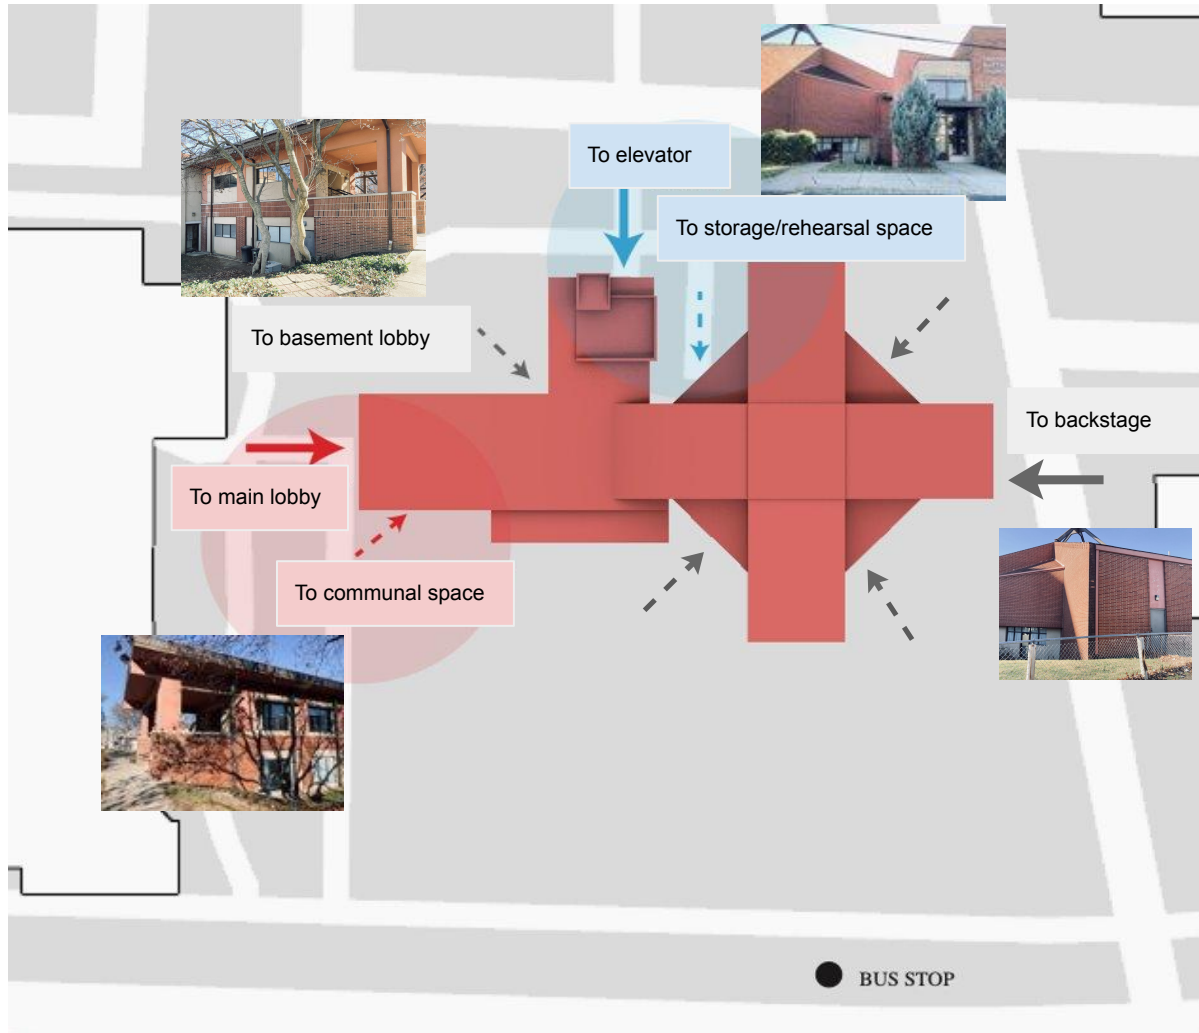 To elevator
To storage/rehearsal space
To basement lobby
To backstage
To main lobby
To communal space
BUS STOP